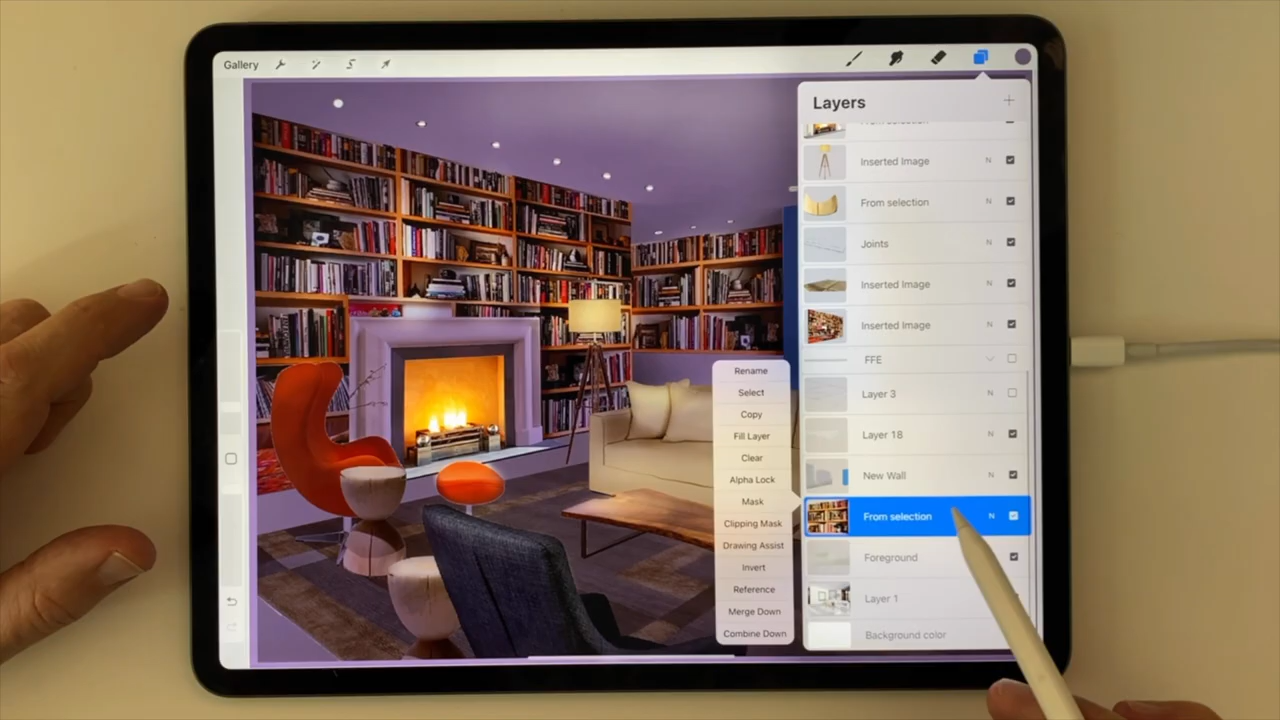 Gallery
Layers
From selection
Inserted Image N
From selection N
Joints N
Inserted Image N
Inserted Image N
FFE
Layer 3 N
Layer 18 N
New Wall N
From selection N
Foreground
Layer 1
Background color
Rename
Select
Copy
Fill Layer
Clear
Alpha Lock
Mask
Clipping Mask
Drawing Assist
Invert
Reference
Merge Down
Combine Down